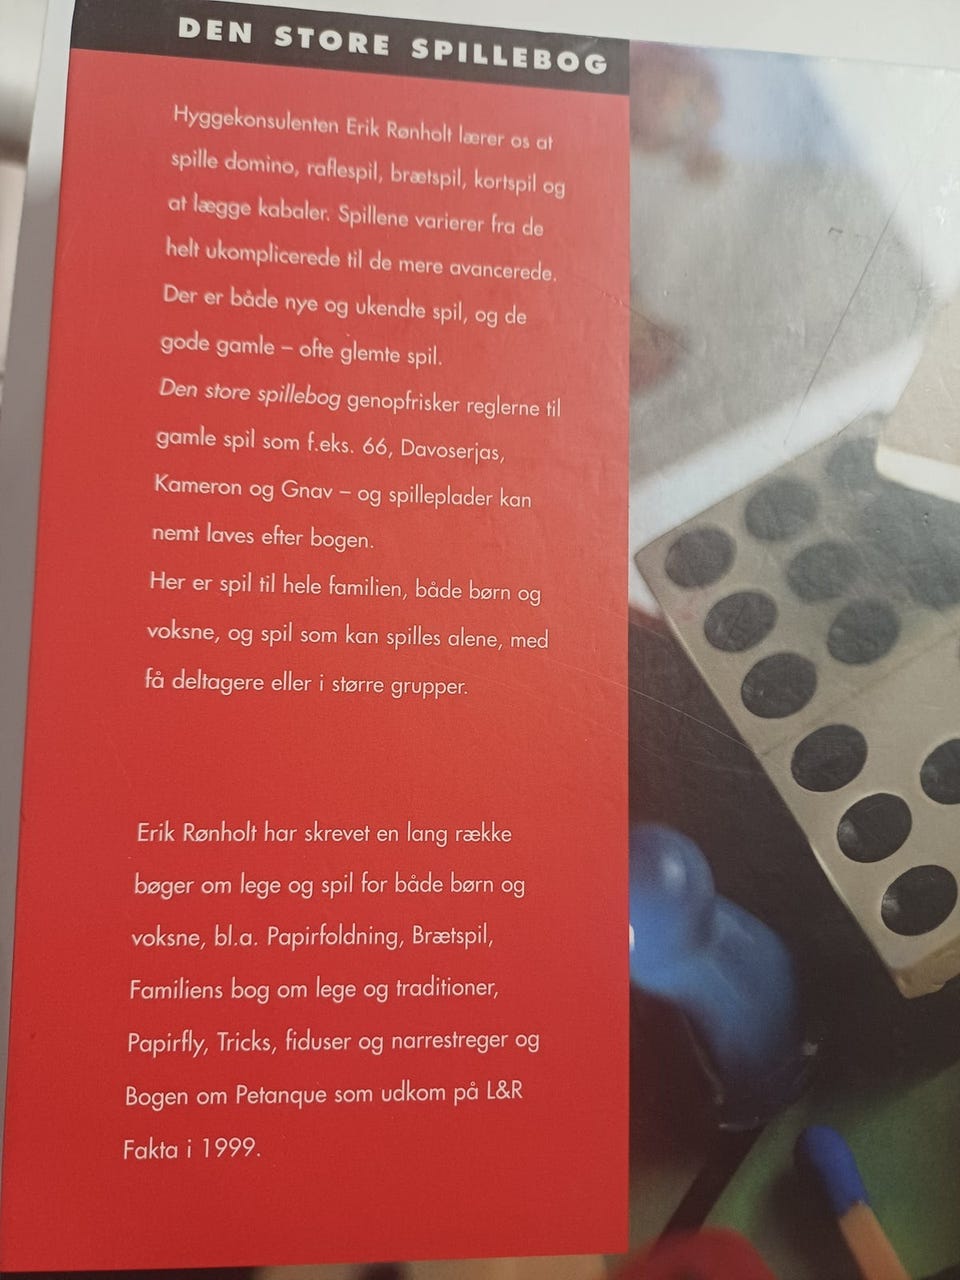 DEN STORE SPILLEBOG
Hyggekonsulenten Erik Rønholt lærer os at
spille domino, raflespil, brætspil, kortspil og
at lægge kabaler. Spillene varierer fra de
helt ukomplicerede til de mere avancerede.
Der er både nye og ukendte spil, og de
gode gamle – ofte glemte spil.
Den store spillebog genopfrisker reglerne til
gamle spil som f.eks. 66, Davoserjas,
Kameron og Gnav – og spilleplader kan
nemt laves efter bogen.
Her er spil til hele familien, både børn og
voksne, og spil som kan spilles alene, med
få deltagere eller i større grupper.
Erik Rønholt har skrevet en lang række
bøger om lege og spil for både børn og
voksne, bl.a. Papirfoldning, Brætspil,
Familiens bog om lege og traditioner,
Papirfly, Tricks, fiduser og narrestreger og
Bogen om Petanque som udkom på L&R
Fakta i 1999.